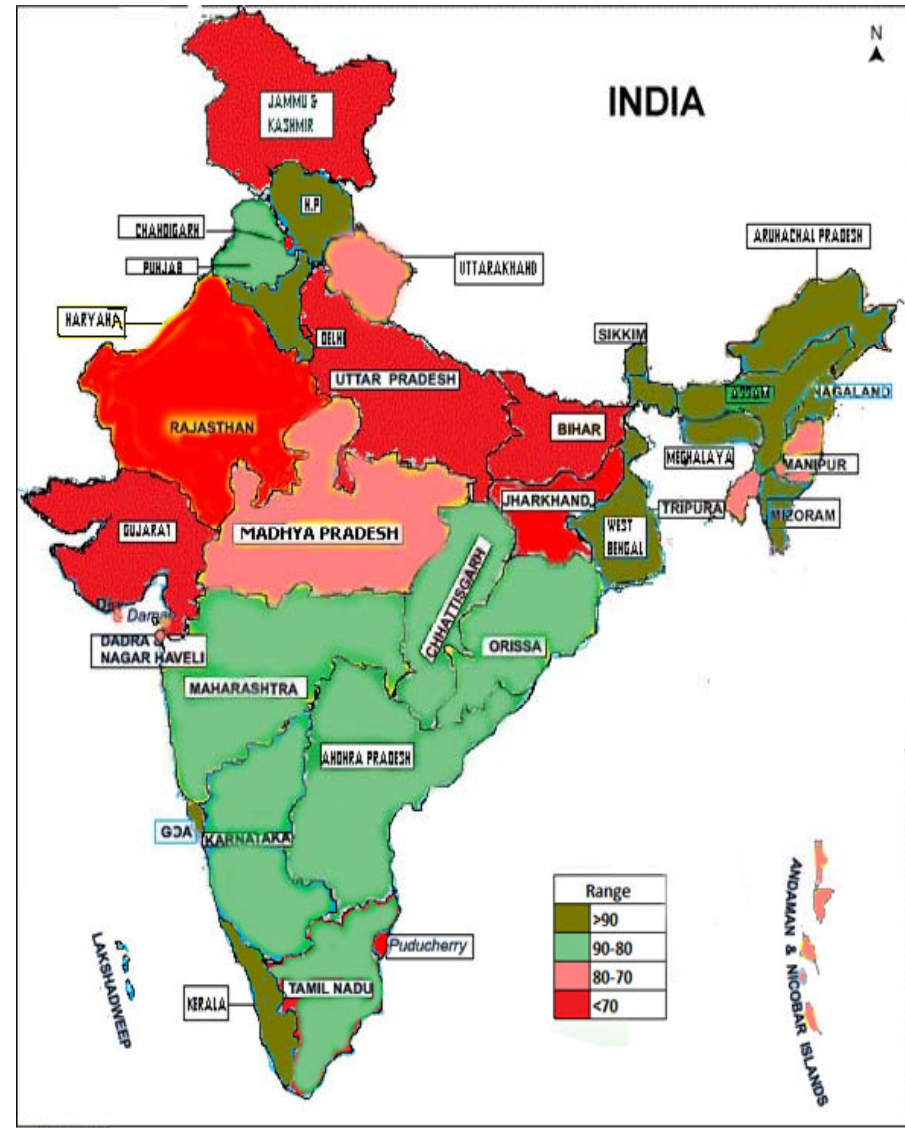 N
INDIA
JAMMU &
KASHMIR
H.P
CHANDIGARH
PUNJAB
UTTARAKHAND
ARUNACHAL PRADESH
HARYANA
DELHI
SIKKIM
UTTAR PRADESH
ASSAM
NAGALAND
RAJASTHAN
BIHAR
MEGHALAYA
MANIPUR
JHARKHAND
TRIPURA
MIZORAM
GUJARAT
MADHYA PRADESH
WEST
BENGAL
CHHATTISGARH
Daman
DADRA &
NAGAR HAVELI
ORISSA
MAHARASHTRA
ANDHRA PRADESH
GOA
KARNATAKA
Range
>90
90-80
80-70
<70
ANDAMAN & NICOBAR ISLANDS
LAKSHADWEEP
Puducherry
TAMIL NADU
KERALA